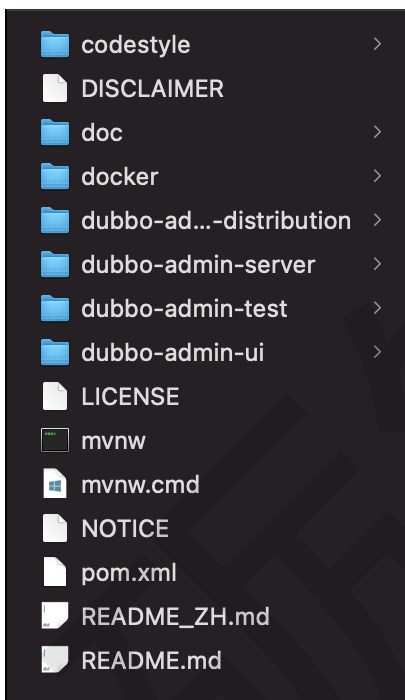 codestyle
DISCLAIMER
doc
docker
dubbo-ad...-distribution
dubbo-admin-server
dubbo-admin-test
dubbo-admin-ui
LICENSE
mvnw
mvnw.cmd
NOTICE
pom.xml
README_ZH.md
README.md